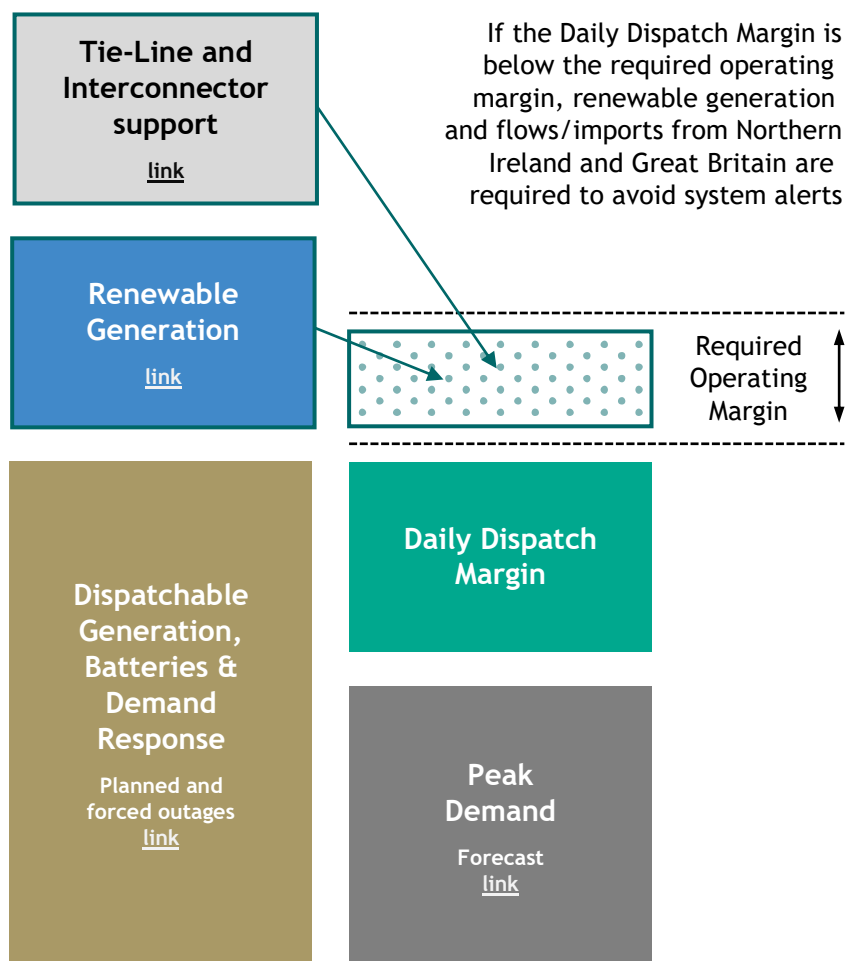 Tie-Line and
Interconnector
support
link
If the Daily Dispatch Margin is
below the required operating
margin, renewable generation
and flows/imports from Northern
Ireland and Great Britain are
required to avoid system alerts
Renewable
Generation
link
Required
Operating
Margin
Dispatchable
Generation,
Batteries &
Demand
Response
Planned and
forced outages
link
Daily Dispatch
Margin
Peak
Demand
Forecast
link